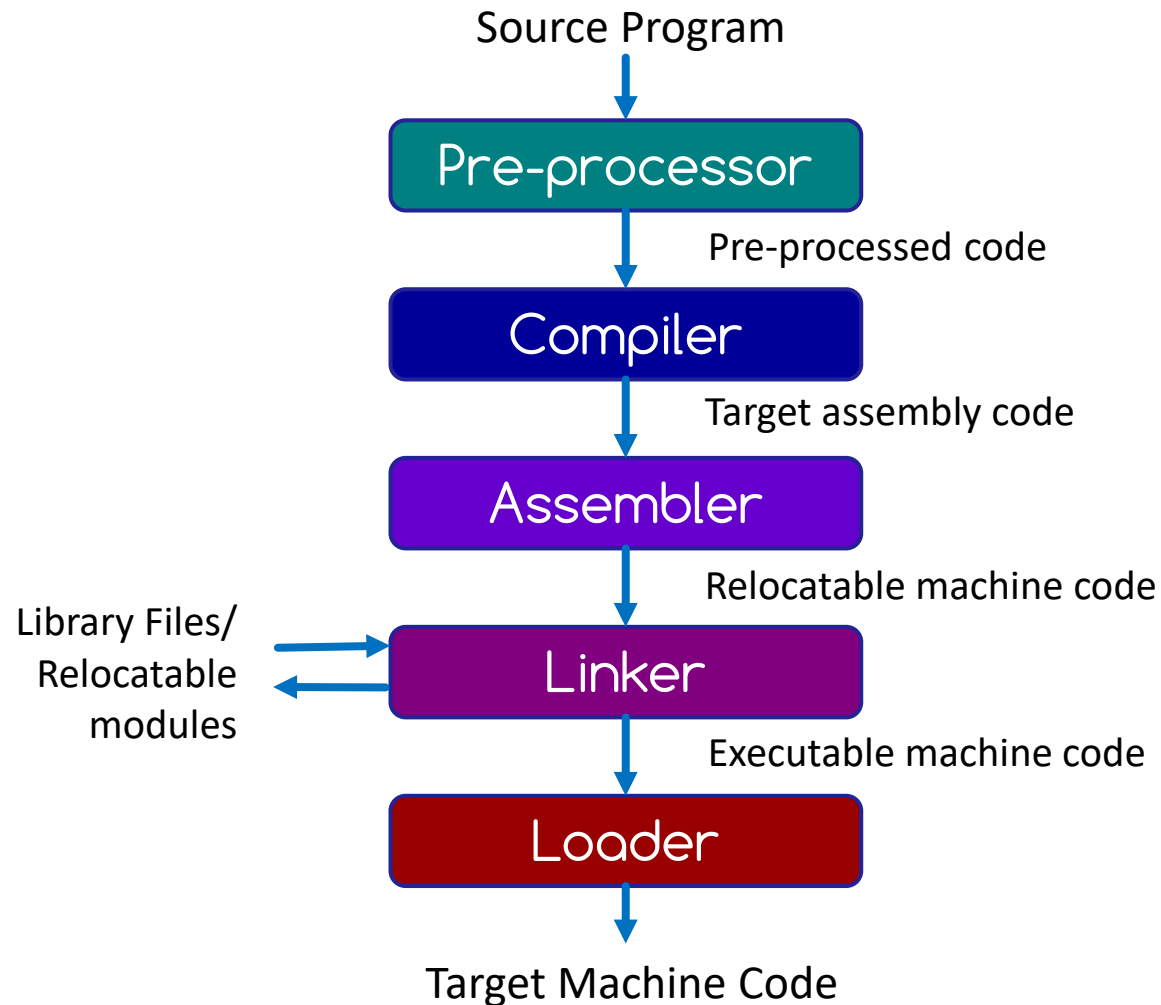 Source Program
Pre-processor
Pre-processed code
Compiler
Target assembly code
Assembler
Relocatable machine code
Library Files/
Relocatable
modules
Linker
Executable machine code
Loader
Target Machine Code